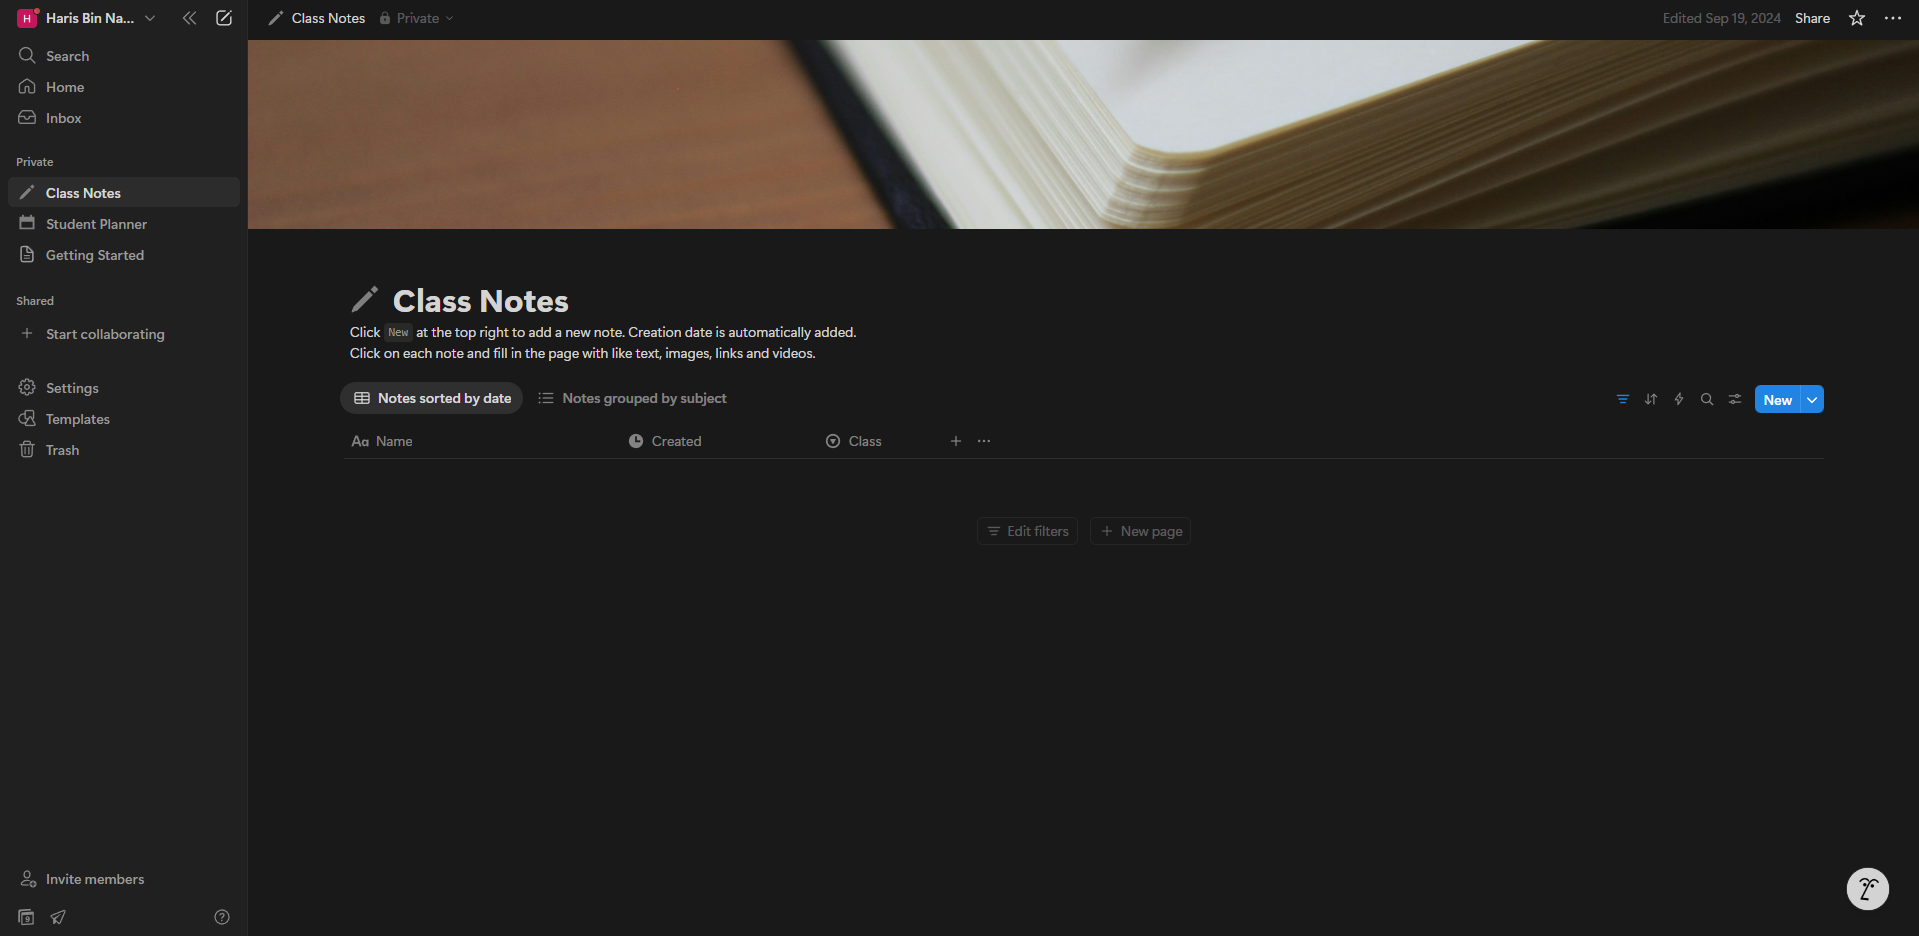 H Haris Bin Na...
Search
Home
Inbox
Private
Class Notes
Student Planner
Getting Started
Shared
Start collaborating
Settings
Templates
Trash
Invite members
9
?
Class Notes Private
Edited Sep 19, 2024 Share
Class Notes
Click New at the top right to add a new note. Creation date is automatically added.
Click on each note and fill in the page with like text, images, links and videos.
Notes sorted by date Notes grouped by subject New
Aa Name Created Class
Edit filters New page